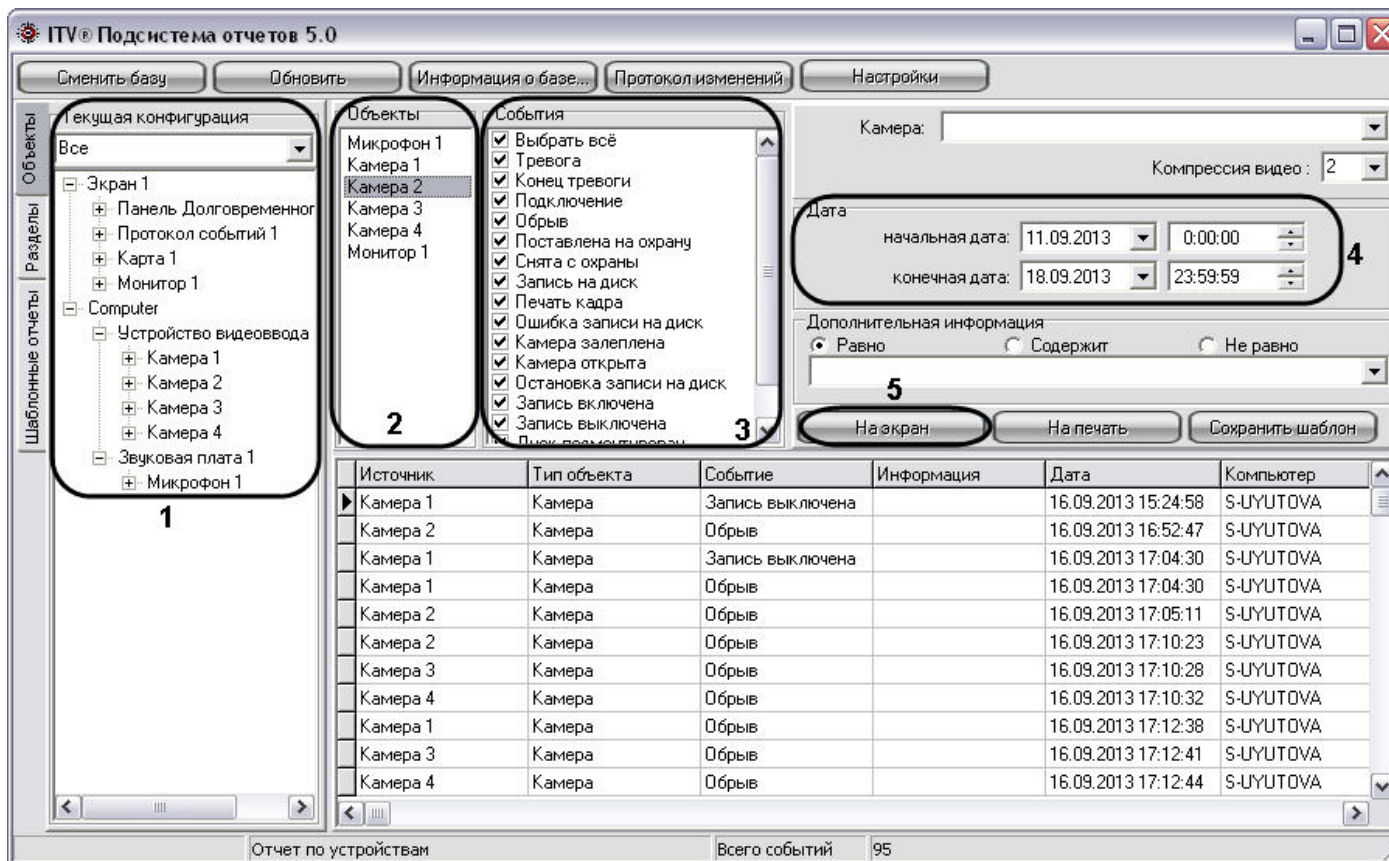 ITV® Подсистема отчетов 5.0
Сменить базу Обновить Информация о базе... Протокол изменений Настройки
Объекты
Разделы
Шаблонные отчеты
Текущая конфигурация
Все
Экран 1
Панель Долговременног
Протокол событий 1
Карта 1
Монитор 1
Computer
Устройство видеоввода
Камера 1
Камера 2
Камера 3
Камера 4
Звуковая плата 1
Микрофон 1
1
Объекты
Микрофон 1
Камера 1
Камера 2
Камера 3
Камера 4
Монитор 1
2
События
Выбрать всё
Тревога
Конец тревоги
Подключение
Обрыв
Поставлена на охрану
Снята с охраны
Запись на диск
Печать кадра
Ошибка записи на диск
Камера залеплена
Камера открыта
Остановка записи на диск
Запись включена
Запись выключена
3
Камера:
Компрессия видео : 2
Дата
начальная дата: 11.09.2013 0:00:00
конечная дата: 18.09.2013 23:59:59
4
Дополнительная информация
Равно Содержит Не равно
5
На экран На печать Сохранить шаблон
Источник Тип объекта Событие Информация Дата Компьютер
Камера 1 Камера Запись выключена 16.09.2013 15:24:58 S-UYUTOVA
Камера 2 Камера Обрыв 16.09.2013 16:52:47 S-UYUTOVA
Камера 1 Камера Запись выключена 16.09.2013 17:04:30 S-UYUTOVA
Камера 1 Камера Обрыв 16.09.2013 17:04:30 S-UYUTOVA
Камера 2 Камера Обрыв 16.09.2013 17:05:11 S-UYUTOVA
Камера 2 Камера Обрыв 16.09.2013 17:10:23 S-UYUTOVA
Камера 3 Камера Обрыв 16.09.2013 17:10:28 S-UYUTOVA
Камера 4 Камера Обрыв 16.09.2013 17:10:32 S-UYUTOVA
Камера 1 Камера Обрыв 16.09.2013 17:12:38 S-UYUTOVA
Камера 3 Камера Обрыв 16.09.2013 17:12:41 S-UYUTOVA
Камера 4 Камера Обрыв 16.09.2013 17:12:44 S-UYUTOVA
Отчет по устройствам Всего событий 95